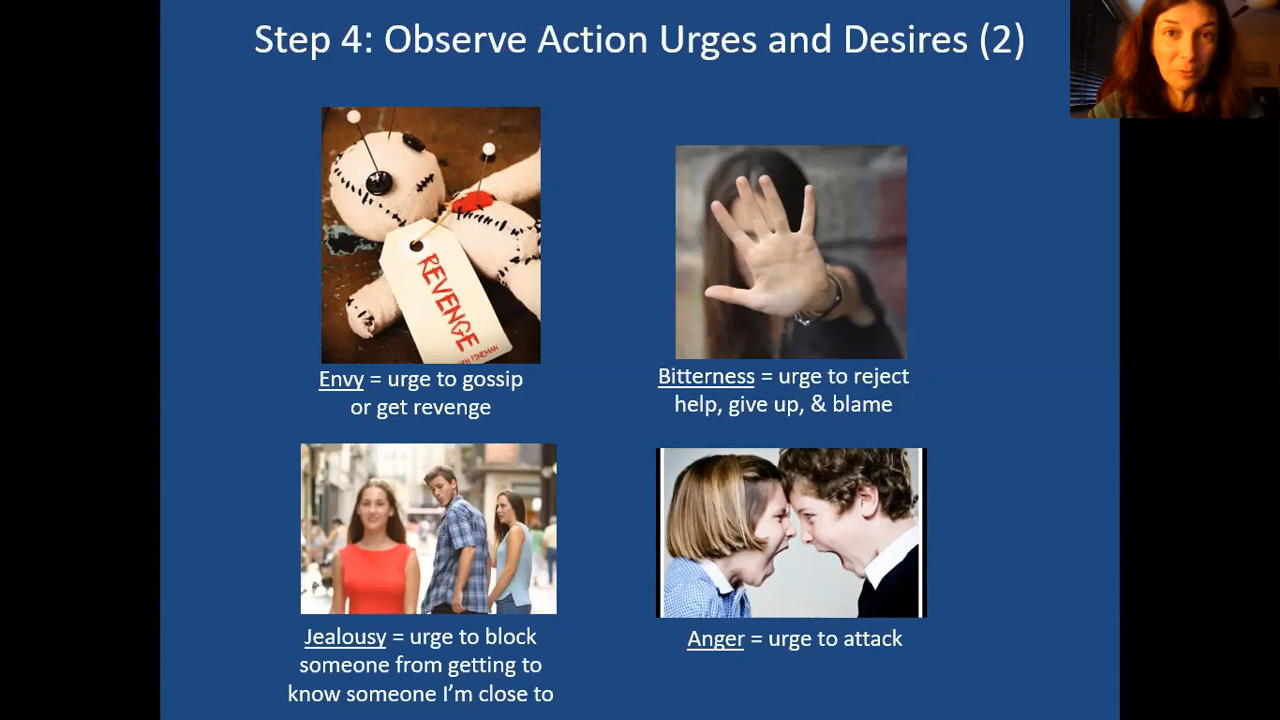 Step 4: Observe Action Urges and Desires (2)
REVENGE
Envy = urge to gossip
or get revenge
Bitterness = urge to reject
help, give up, & blame
Jealousy = urge to block
someone from getting to
know someone I'm close to
Anger = urge to attack